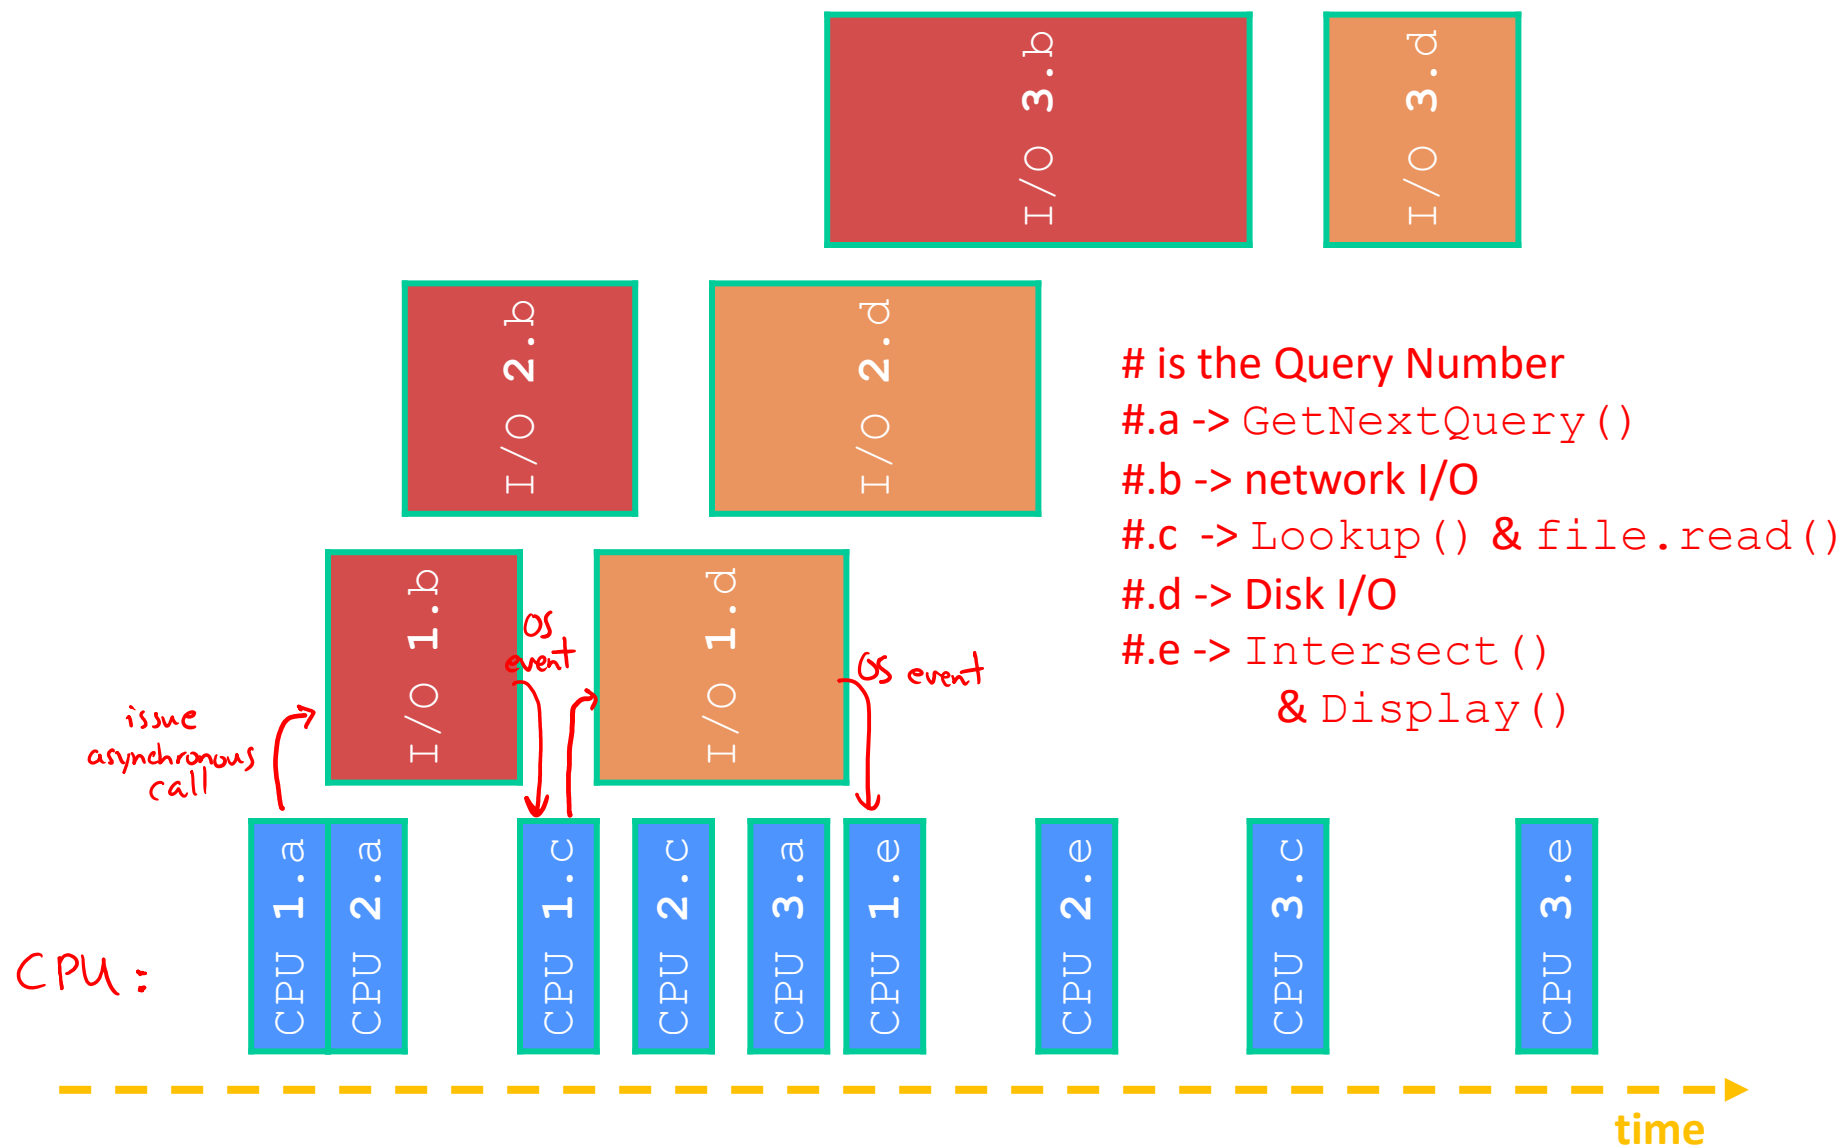 I/O 3.b
I/O 3.d
I/O 2.b
I/O 2.d
# is the Query Number
#.a -> GetNextQuery()
#.b -> network I/O
#.c -> Lookup() & file.read()
#.d -> Disk I/O
#.e -> Intersect()
& Display()
I/O 1.b
I/O 1.d
OS
event
OS event
issue
asynchronous
call
CPU:
CPU 1.a
CPU 2.a
CPU 1.c
CPU 2.c
CPU 3.a
CPU 1.e
CPU 2.e
CPU 3.c
CPU 3.e
time